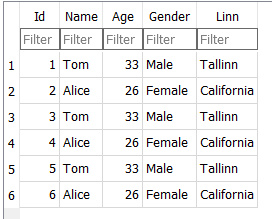 Id Name Age Gender Linn
Filter Filter Filter Filter Filter
1 1 Tom 33 Male Tallinn
2 2 Alice 26 Female California
3 3 Tom 33 Male Tallinn
4 4 Alice 26 Female California
5 5 Tom 33 Male Tallinn
6 6 Alice 26 Female California